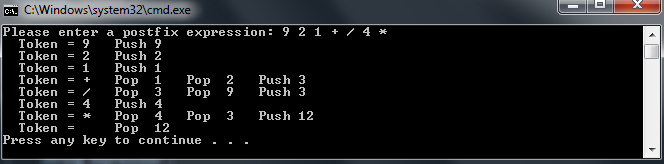 C:\Windows\system32\cmd.exe
Please enter a postfix expression: 9 2 1 + / 4 *
Token = 9   Push 9
Token = 2   Push 2
Token = 1   Push 1
Token = +   Pop  1   Pop  2   Push 3
Token = /   Pop  3   Pop  9   Push 3
Token = 4   Push 4
Token = *   Pop  4   Pop  3   Push 12
Token =     Pop  12
Press any key to continue . . .